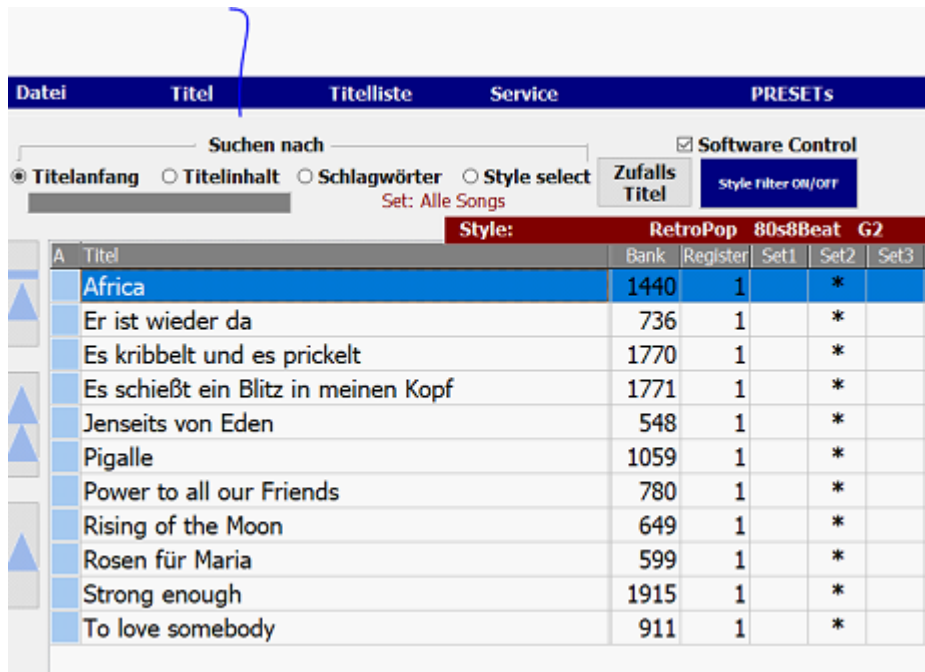 Datei Titel Titelliste Service PRESETs
Suchen nach Software Control
Titelanfang Titelinhalt Schlagwörter Style select Zufalls Titel Style Filter ON/OFF
Set: Alle Songs
Style: RetroPop 80s8Beat G2
A Titel Bank Register Set1 Set2 Set3
Africa 1440 1 *
Er ist wieder da 736 1 *
Es kribbelt und es prickelt 1770 1 *
Es schießt ein Blitz in meinen Kopf 1771 1 *
Jenseits von Eden 548 1 *
Pigalle 1059 1 *
Power to all our Friends 780 1 *
Rising of the Moon 649 1 *
Rosen für Maria 599 1 *
Strong enough 1915 1 *
To love somebody 911 1 *